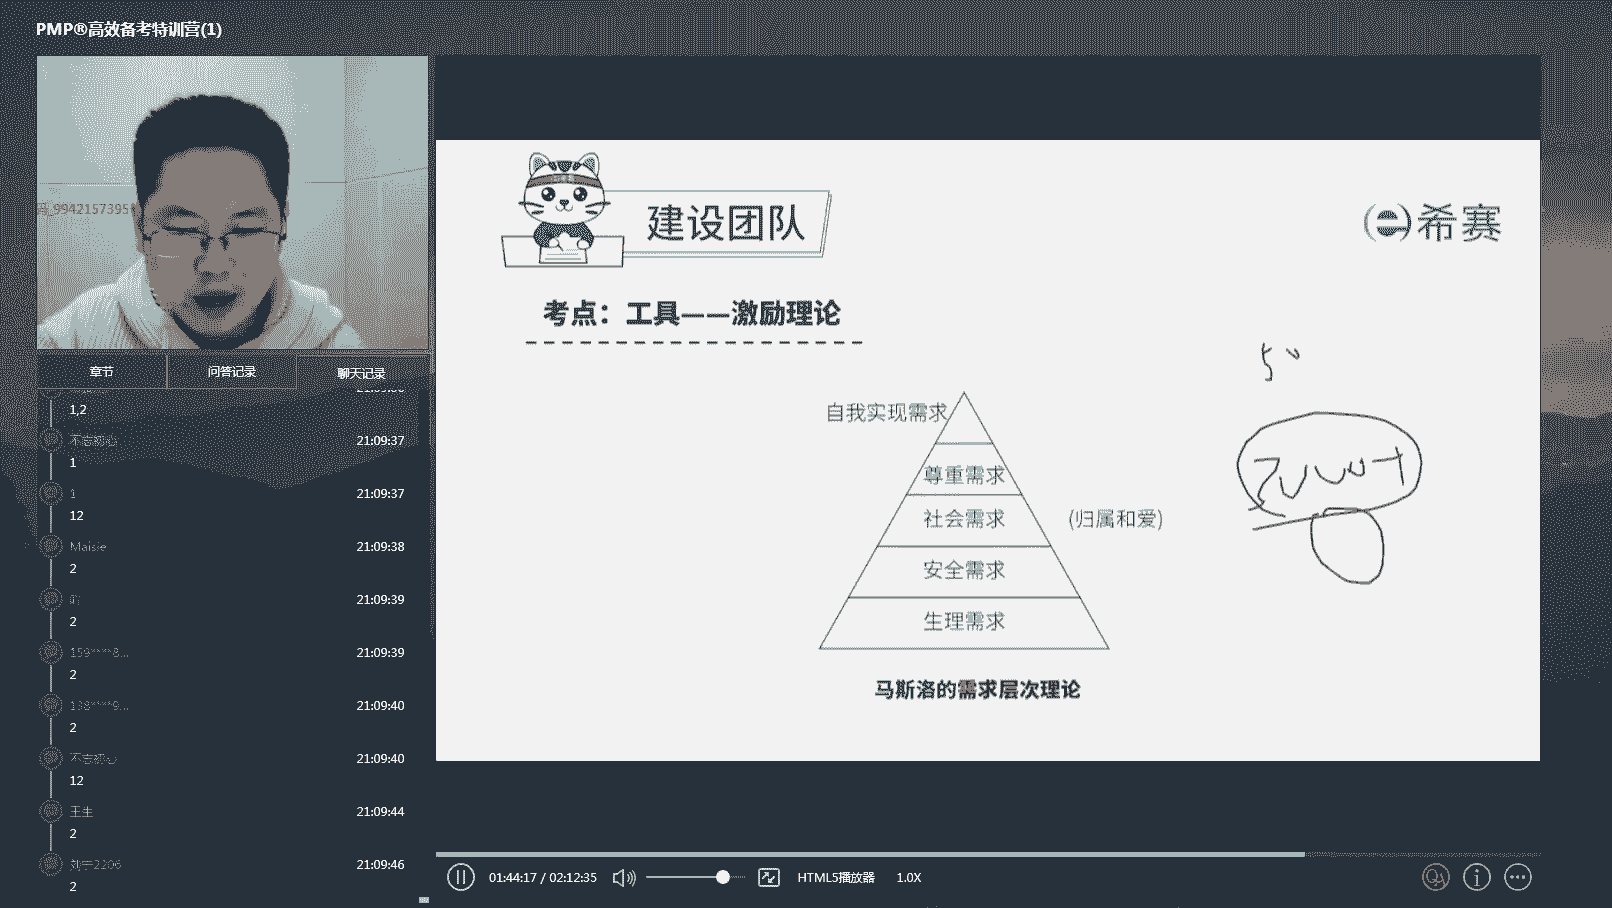 PMP®高效备考特训营(1)
章节
问答记录
聊天记录
1,2
不忘初心
21:09:37
1
1
21:09:37
12
Maisie
21:09:38
2
21:09:39
2
159****8...
21:09:39
2
138****9...
21:09:40
2
不忘初心
21:09:40
12
王生
21:09:44
2
刘宇2206
21:09:46
2
建设团队
希赛
考点：工具——激励理论
自我实现需求
尊重需求
社会需求
(归属和爱)
安全需求
生理需求
马斯洛的需求层次理论
01:44:17 / 02:12:35
HTML5播放器
1.0X